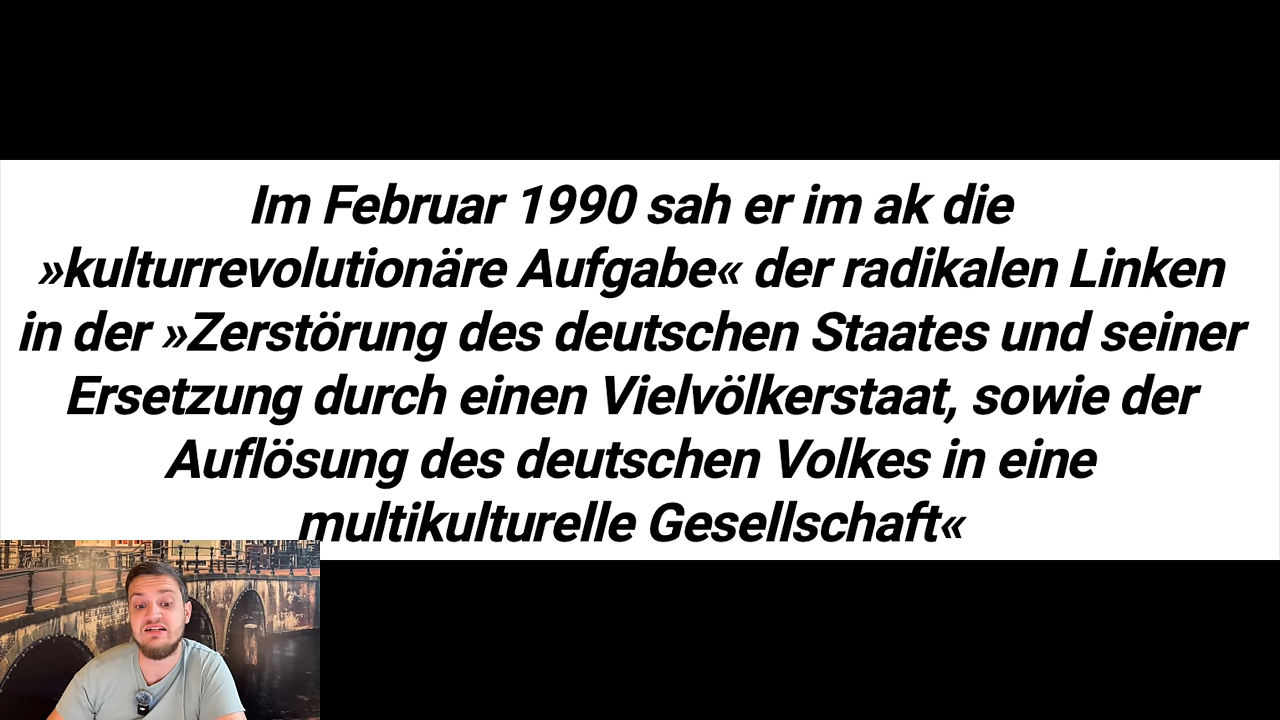 Im Februar 1990 sah er im ak die
»kulturrevolutionäre Aufgabe« der radikalen Linken
in der »Zerstörung des deutschen Staates und seiner
Ersetzung durch einen Vielvölkerstaat, sowie der
Auflösung des deutschen Volkes in eine
multikulturelle Gesellschaft«